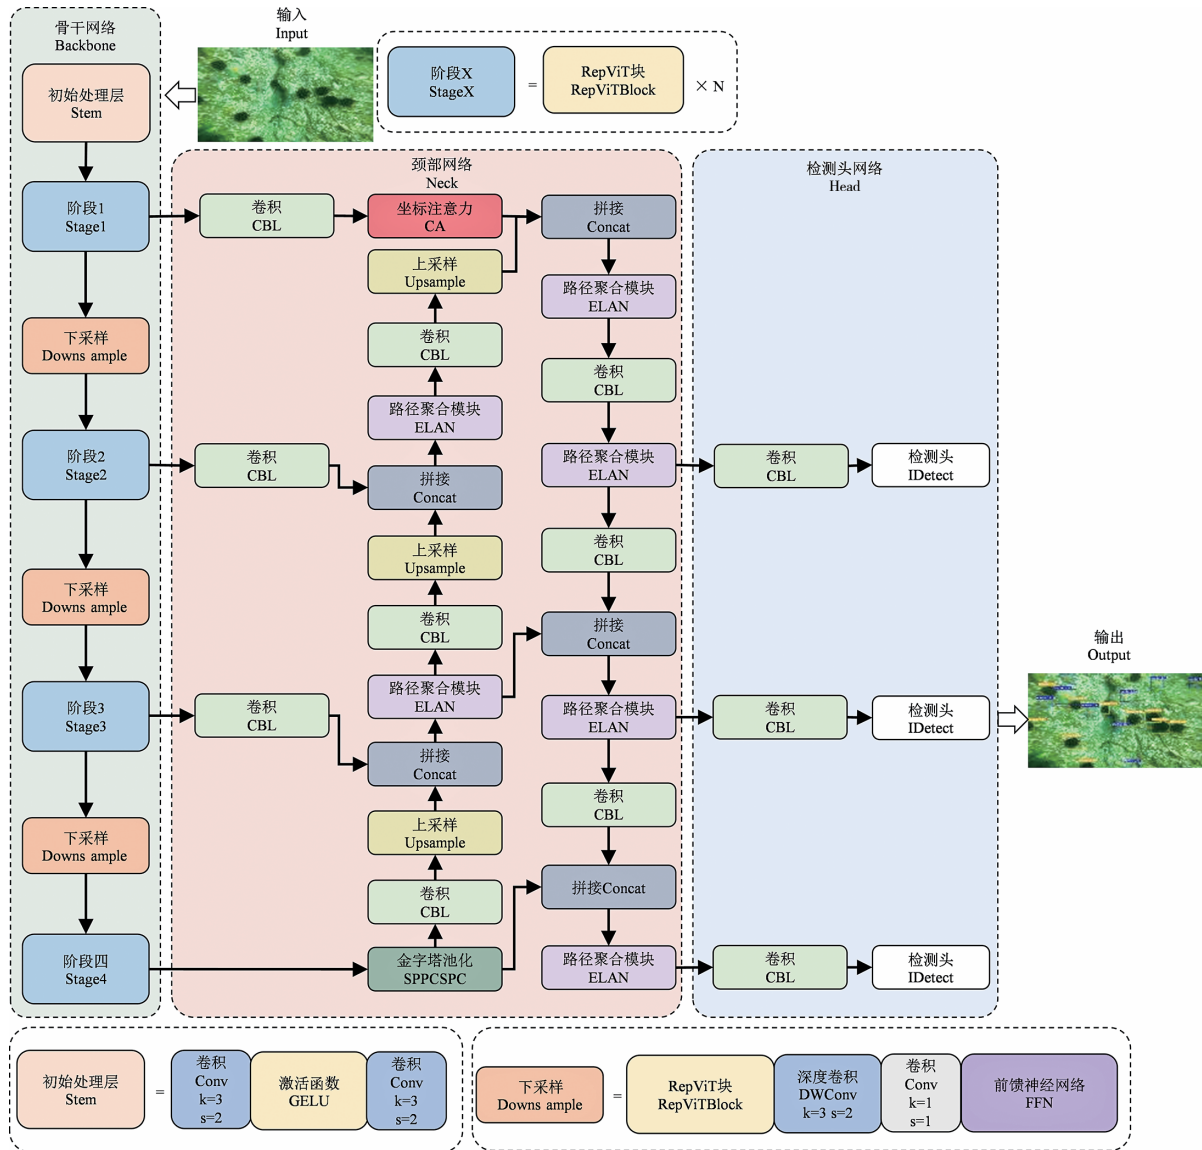 骨干网络
Backbone
输入
Input
初始处理层
Stem
阶段X
StageX
=
RepViT块
RepViTBlock
× N
颈部网络
Neck
检测头网络
Head
阶段1
Stage1
卷积
CBL
坐标注意力
CA
拼接
Concat
上采样
Upsample
路径聚合模块
ELAN
下采样
Downs ample
卷积
CBL
卷积
CBL
路径聚合模块
ELAN
阶段2
Stage2
卷积
CBL
拼接
Concat
路径聚合模块
ELAN
卷积
CBL
检测头
IDetect
上采样
Upsample
卷积
CBL
下采样
Downs ample
卷积
CBL
拼接
Concat
输出
Output
阶段3
Stage3
卷积
CBL
路径聚合模块
ELAN
路径聚合模块
ELAN
卷积
CBL
检测头
IDetect
拼接
Concat
卷积
CBL
下采样
Downs ample
上采样
Upsample
卷积
CBL
拼接Concat
阶段四
Stage4
金字塔池化
SPPCSPC
路径聚合模块
ELAN
卷积
CBL
检测头
IDetect
初始处理层
Stem
=
卷积
Conv
k=3
s=2
激活函数
GELU
卷积
Conv
k=3
s=2
下采样
Downs ample
=
RepViT块
RepViTBlock
深度卷积
DWConv
k=3 s=2
卷积
Conv
k=1
s=1
前馈神经网络
FFN